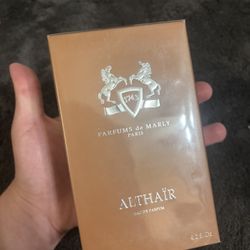 PARFUMS de MARLY
PARIS
ALTHAÏR
EAU DE PARFUM